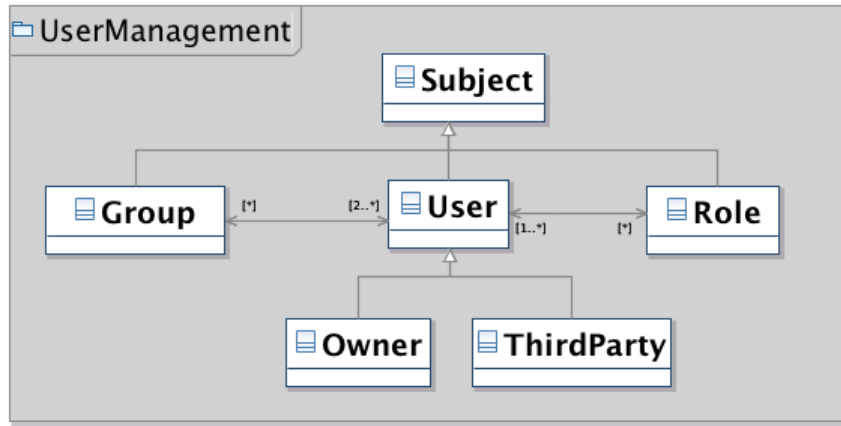 UserManagement
Subject
Group
[*]
[2..*]
User
[1..*]
[*]
Role
Owner
ThirdParty